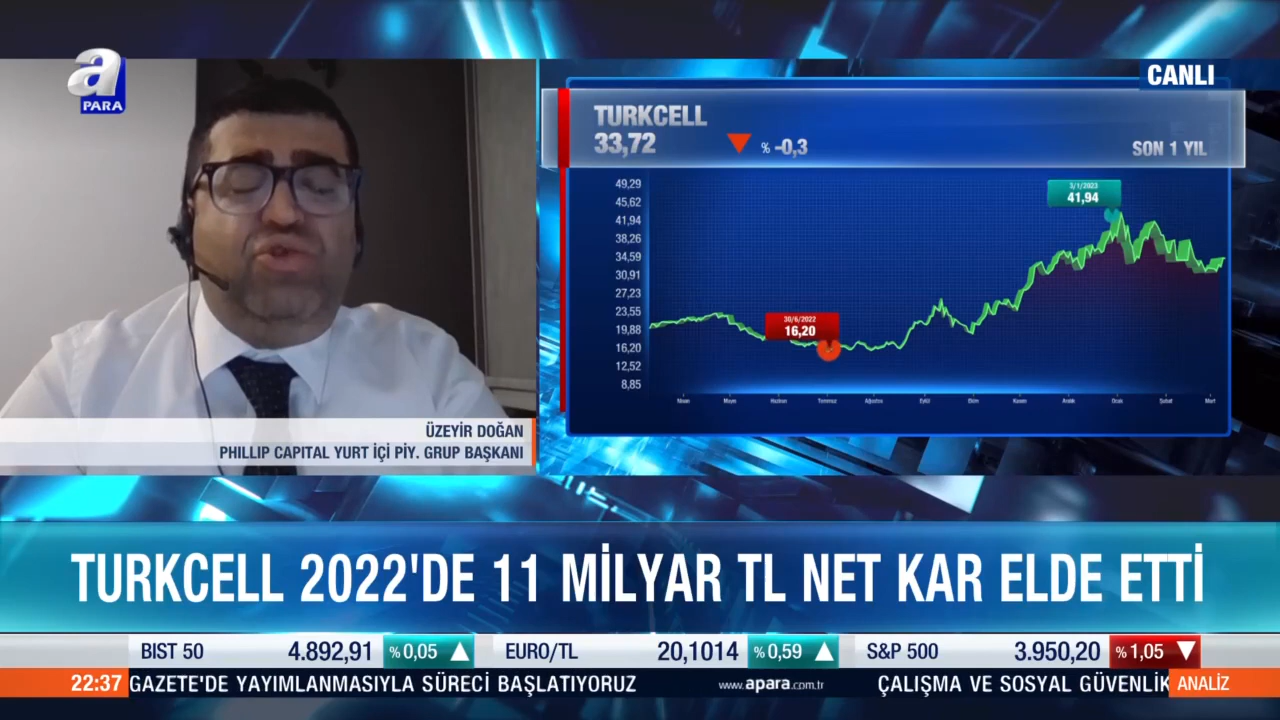 a
PARA
CANLI
TURKCELL
33,72
% -0,3
SON 1 YIL
49,29
45,62
41,94
38,26
34,59
30,91
27,23
23,55
19,88
16,20
12,52
8,85
3/1/2023
41,94
30/6/2022
16,20
Nisan Mayıs Haziran Temmuz Ağustos Eylül Ekim Kasım Aralık Ocak Şubat Mart
ÜZEYİR DOĞAN
PHILLIP CAPITAL YURT İÇİ PİY. GRUP BAŞKANI
TURKCELL 2022'DE 11 MİLYAR TL NET KAR ELDE ETTİ
BIST 50 4.892,91 % 0,05 EURO/TL 20,1014 % 0,59 S&P 500 3.950,20 % 1,05
22:37 GAZETE'DE YAYIMLANMASIYLA SÜRECİ BAŞLATIYORUZ www.apara.com.tr ÇALIŞMA VE SOSYAL GÜVENLİK ANALİZ